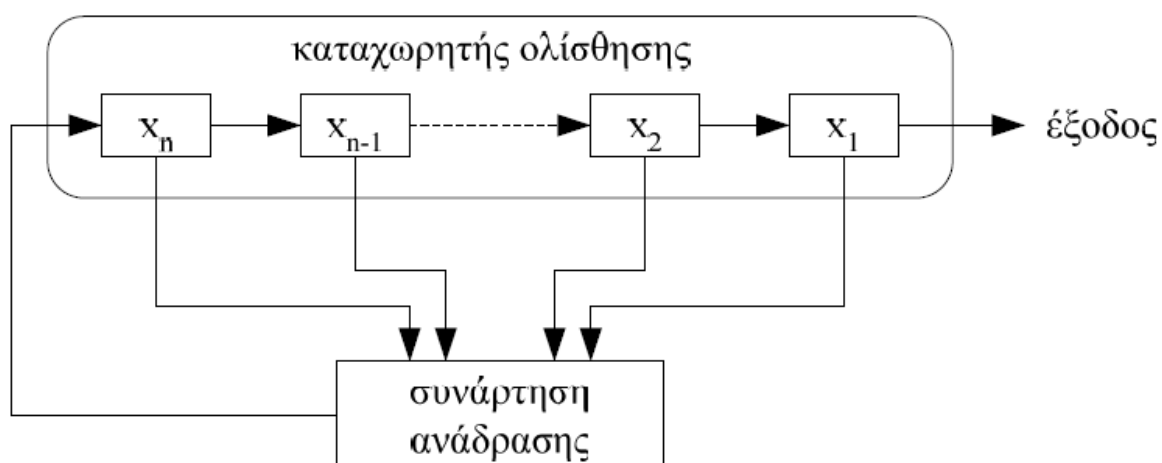 καταχωρητής ολίσθησης
xn
xn-1
x2
x1
έξοδος
συνάρτηση
ανάδρασης